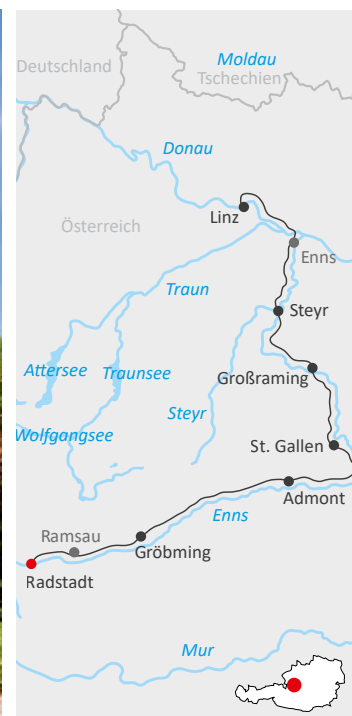 Moldau
Deutschland
Tschechien
Donau
Linz
Österreich
Enns
Traun
Steyr
Attersee
Traunsee
Großraming
Steyr
Wolfgangsee
St. Gallen
Admont
Enns
Ramsau
Gröbming
Radstadt
Mur